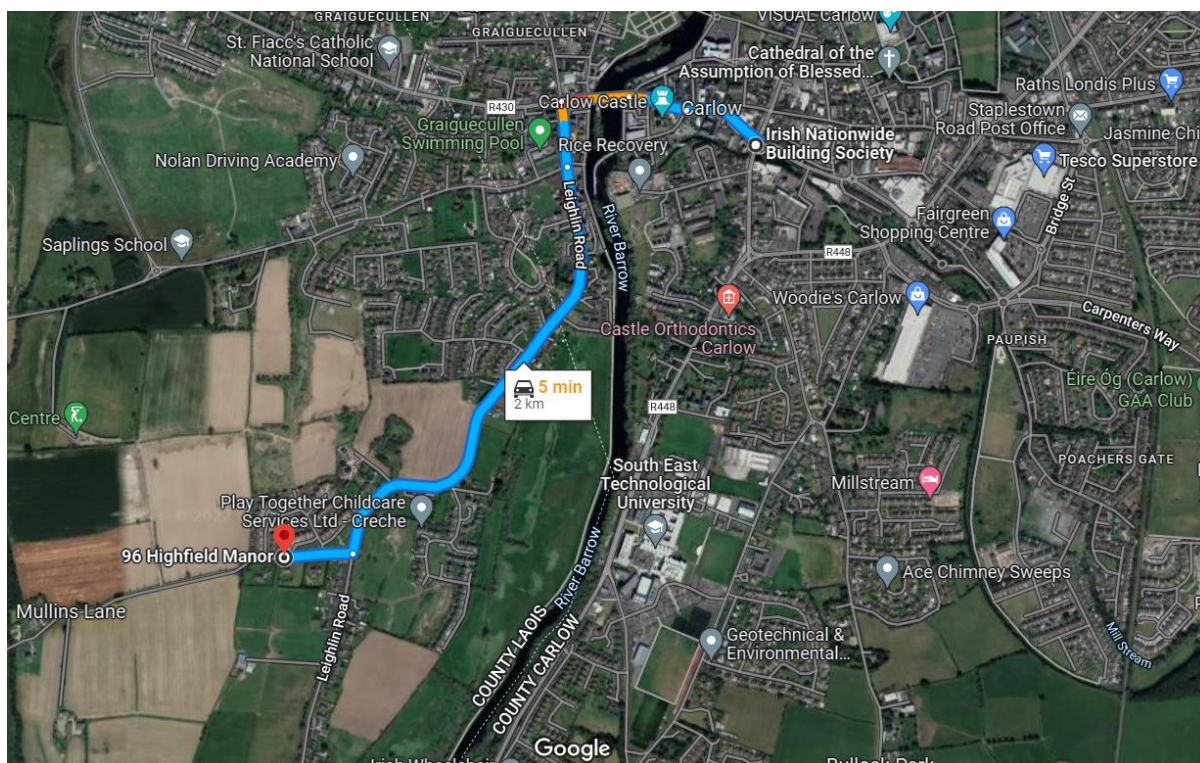 GRAIGUECULLEN
VISUAL Carlow
St. Fiacc's Catholic
National School
GRAIGUECULLEN
Cathedral of the
Assumption of Blessed...
Raths Londis Plus
R430
Carlow Castle
Carlow
Staplestown
Road Post Office
Graiguecullen
Swimming Pool
Irish Nationwide
Building Society
Jasmine Ch
Nolan Driving Academy
Rice Recovery
Tesco Superstore
Leighlin Road
River Barrow
Bridge St
Saplings School
Fairgreen
Shopping Centre
R448
Woodie's Carlow
Castle Orthodontics
- Carlow
Carpenters Way
PAUPISH
5 min
2 km
Éire Óg (Carlow)
GAA Club
Centre
R448
South East
Technological
University
POACHERS GATE
Millstream
Play Together Childcare
Services Ltd - Creche
96 Highfield Manor
Ace Chimney Sweeps
River Barrow
Mullins Lane
Leighlin Road
COUNTY LAOIS
COUNTY CARLOW
Geotechnical &
Environmental...
Mill Stream
Google